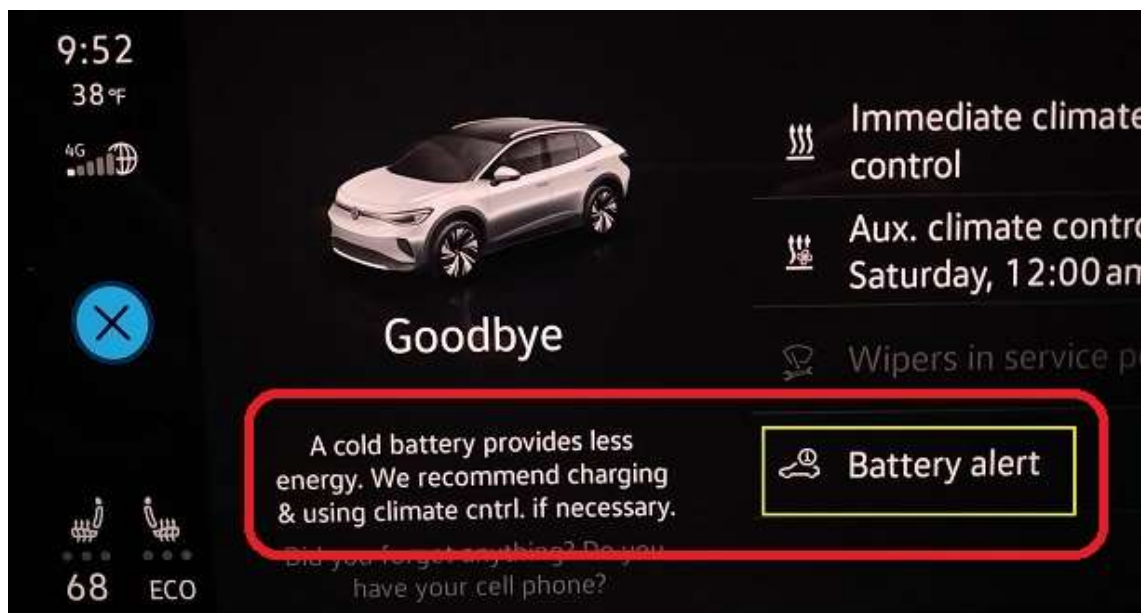 9:52
38°F
4G
Immediate climate
control
Aux. climate contro
Saturday, 12:00 am
Goodbye
Wipers in service p
A cold battery provides less
energy. We recommend charging
& using climate cntrl. if necessary.
Battery alert
Did you forget anything? Do you
have your cell phone?
68
ECO